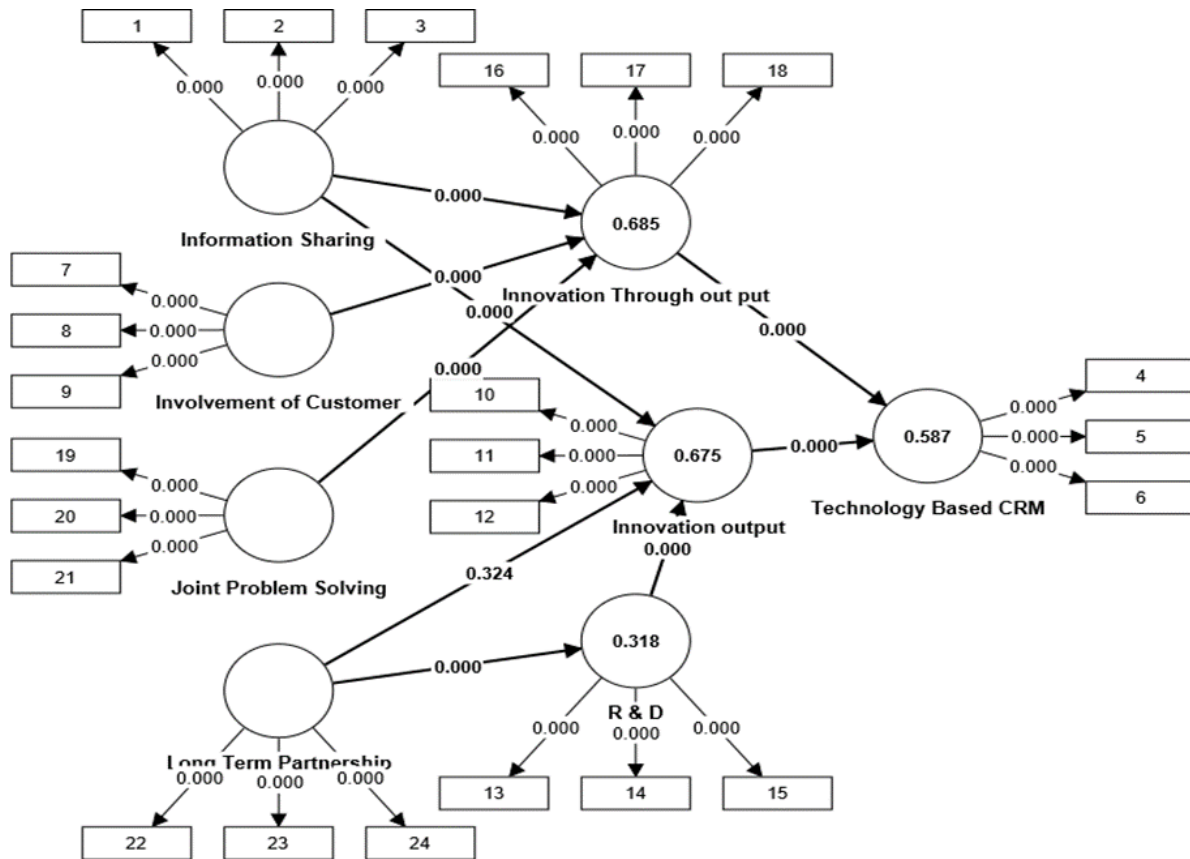 1 2 3
0.000 0.000 0.000
16 17 18
0.000 0.000 0.000
0.000
0.685
Information Sharing
7
0.000
0.000
Innovation Through out put
8
0.000
0.000
0.000
9
0.000
Involvement of Customer
0.000
10
0.000
4
0.000
19
0.000
11
0.000
0.675
0.000
0.587
0.000
5
20
0.000
12
0.000
0.000
6
Innovation output
Technology Based CRM
21
0.000
Joint Problem Solving
0.324
0.000
0.318
0.000
R & D
0.000 0.000 0.000
Long Term Partnership
0.000 0.000 0.000
13 14 15
22 23 24